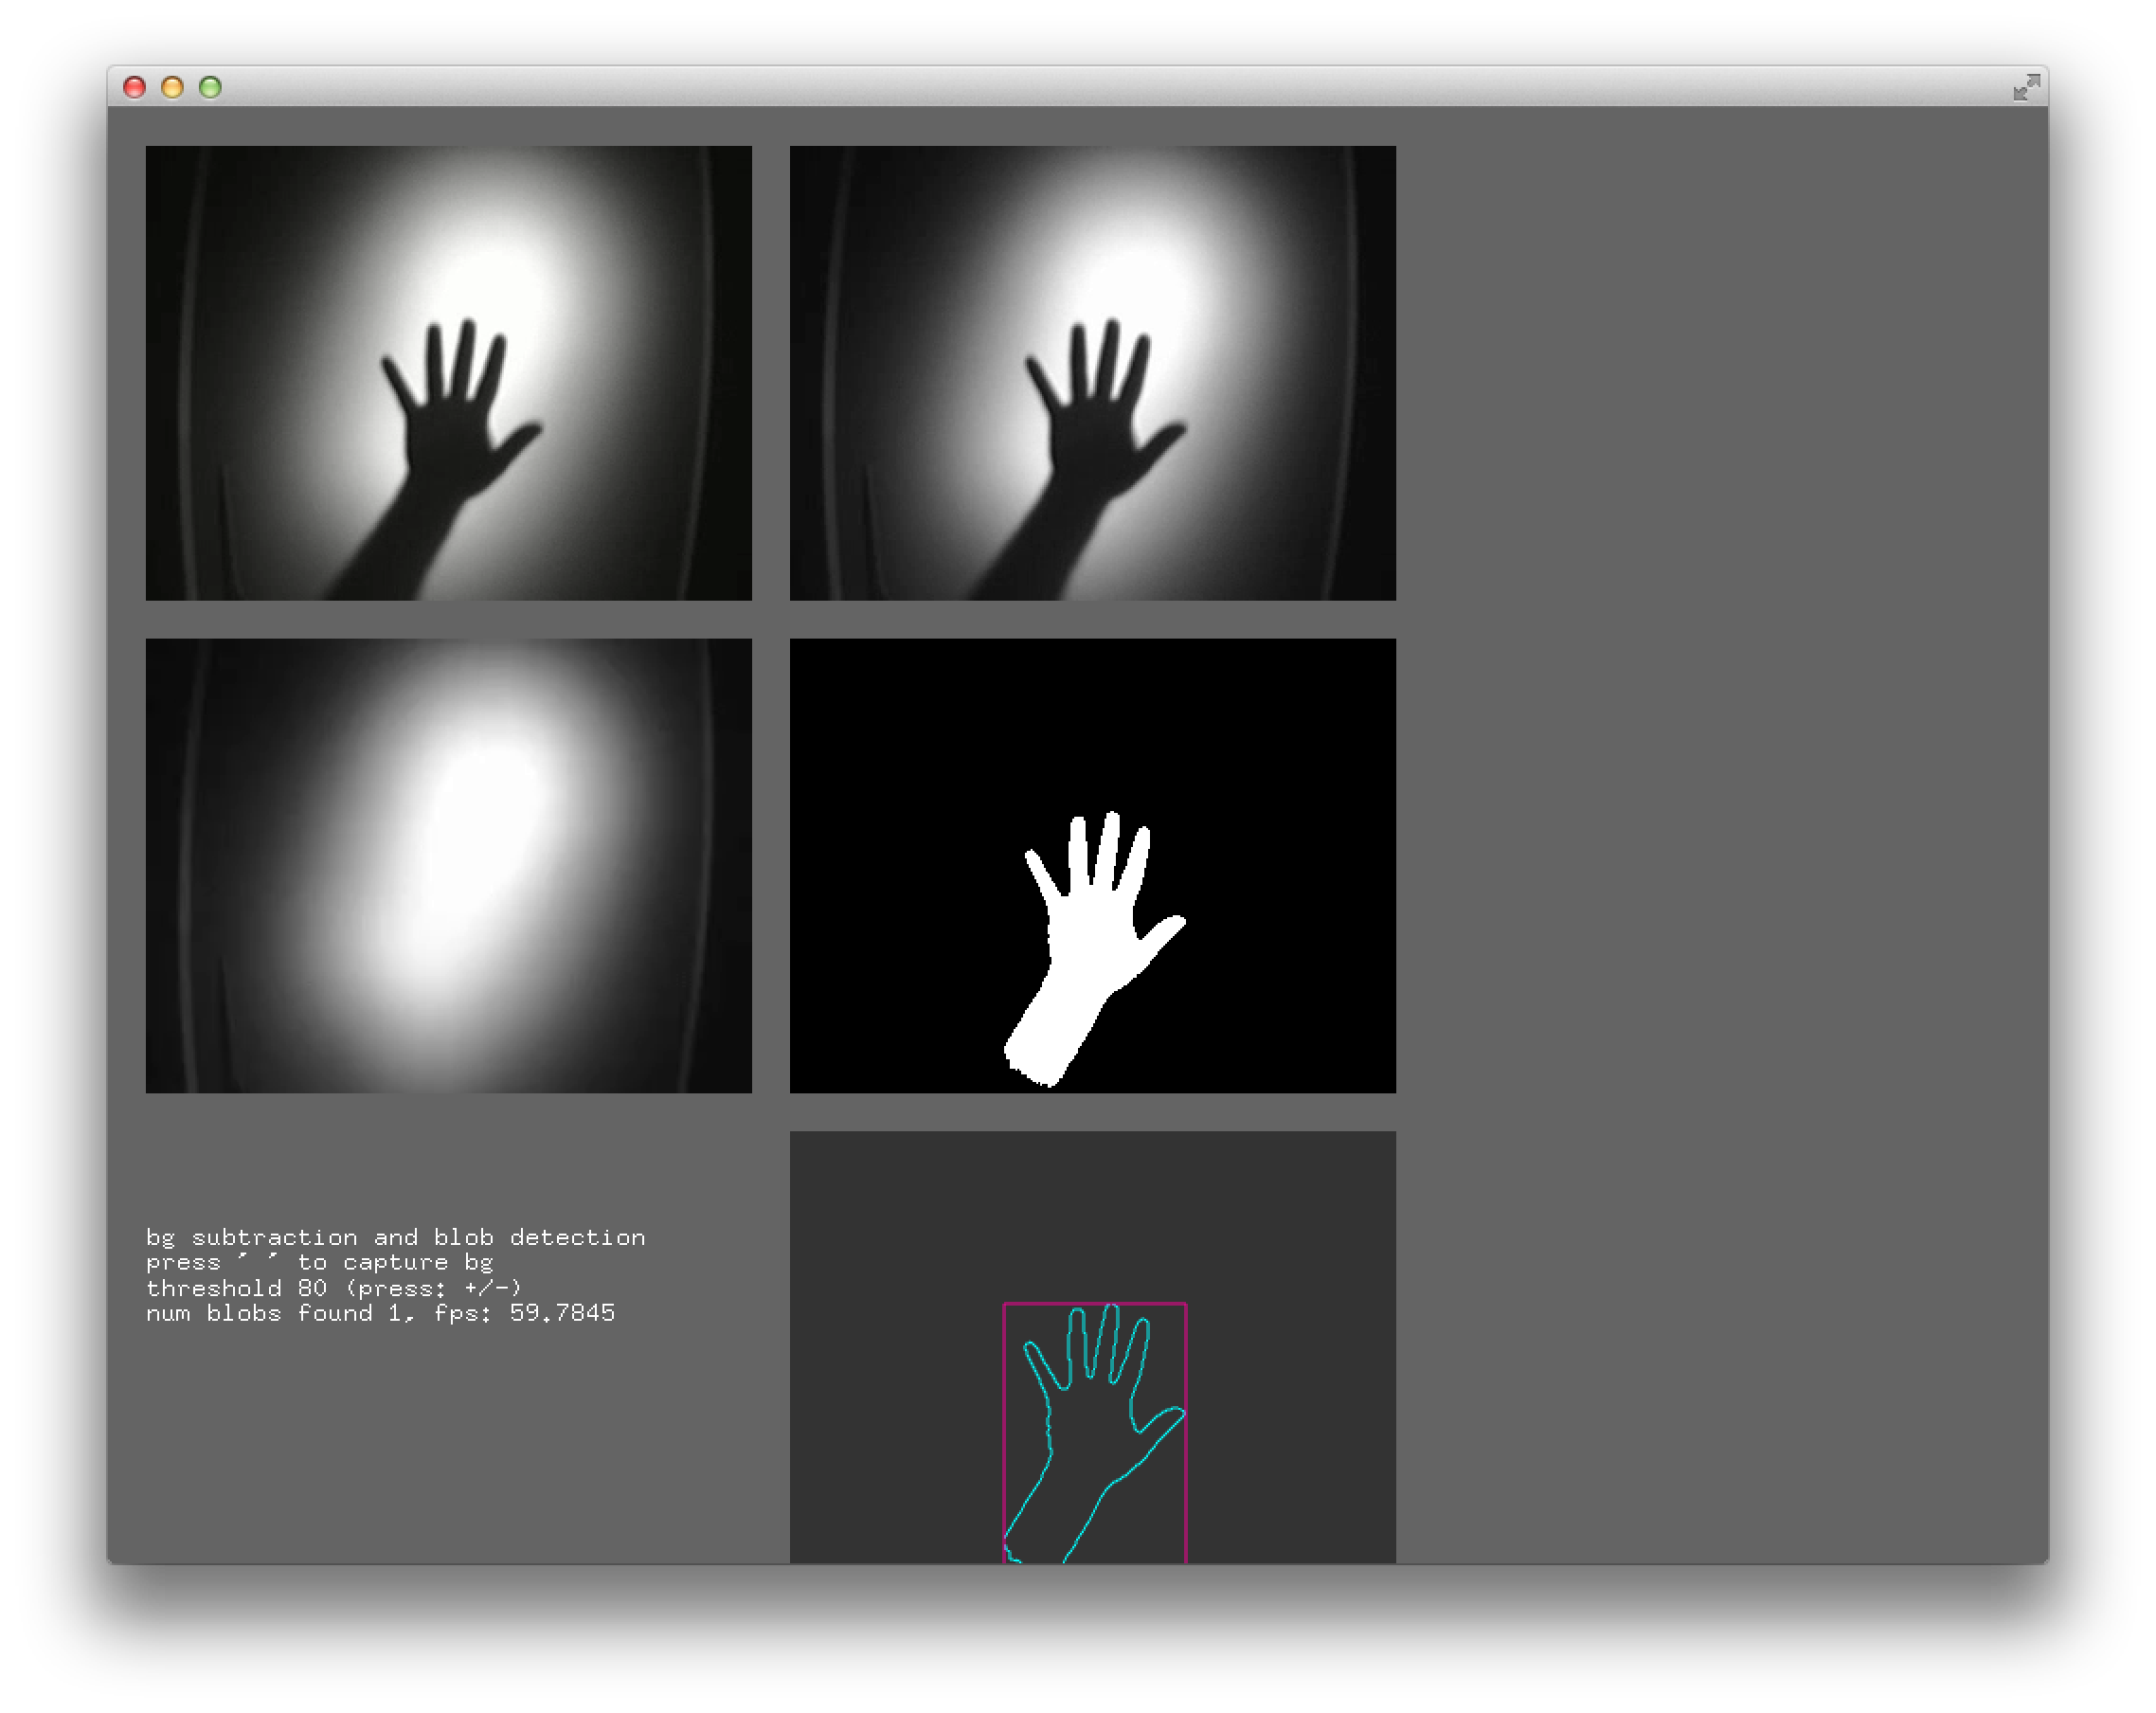 bg subtraction and blob detection
press ' ' to capture bg
threshold 80 (press: +/-)
num blobs found 1, fps: 59.7845